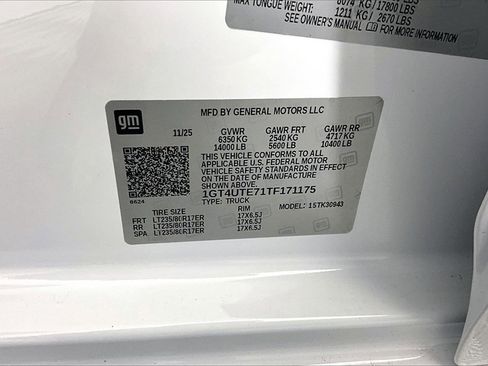 MAX TONGUE WEIGHT:
8074 KG/17800 LBS
1211 KG/ 2670 LBS
SEE OWNER'S MANUAL FOR MORE INFORMATION
gm
MFD BY GENERAL MOTORS LLC
11/25 GVWR GAWR FRT GAWR RR
6350 KG 2540 KG 4717 KG
14000 LB 5600 LB 10400 LB
THIS VEHICLE CONFORMS TO ALL
APPLICABLE U.S. FEDERAL MOTOR
VEHICLE SAFETY STANDARDS IN EFFECT
ON THE DATE OF MANUFACTURE
SHOWN ABOVE.
1GT4UTE71TF171175
TYPE: TRUCK MODEL: 15TK30943
6624
TIRE SIZE RIM
FRT LT235/80R17ER 17X6.5J
RR LT235/80R17ER 17X6.5J
SPA LT235/80R17ER 17X6.5J